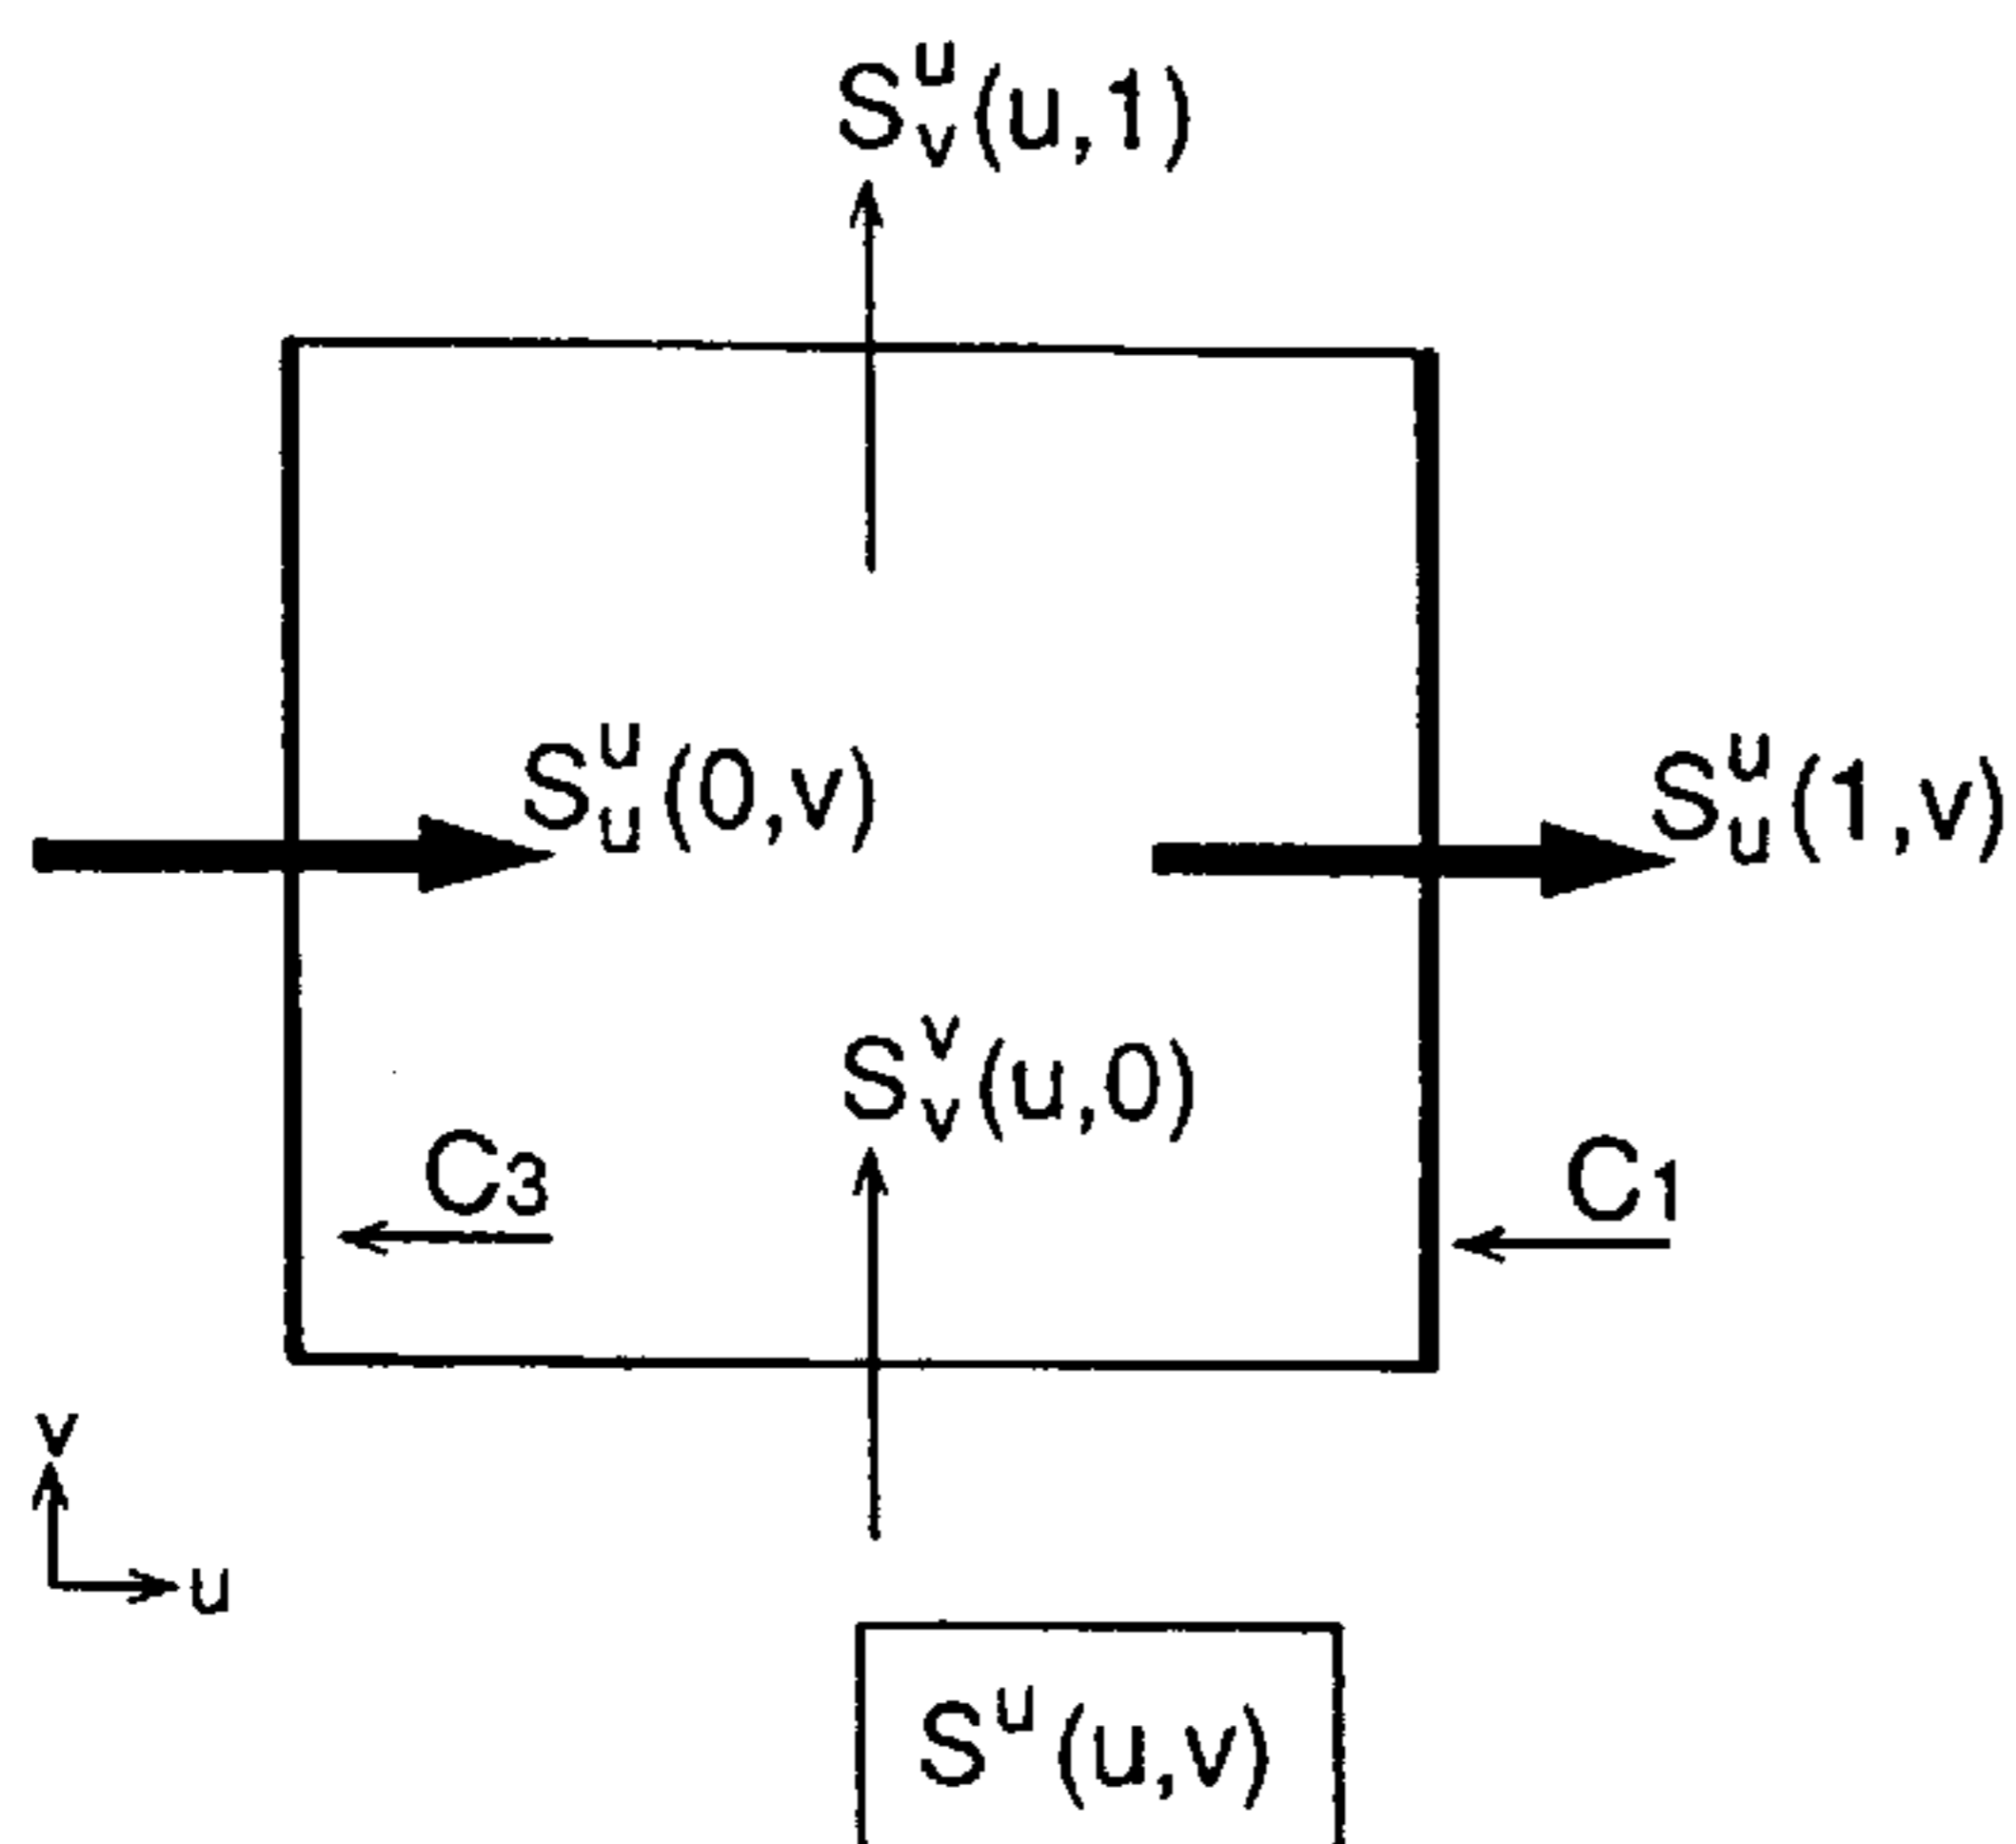 S^u_v(u,1)
S^u_u(0,v)
S^u_u(1,v)
S^v_v(u,0)
C3
C1
v
u
S^u(u,v)